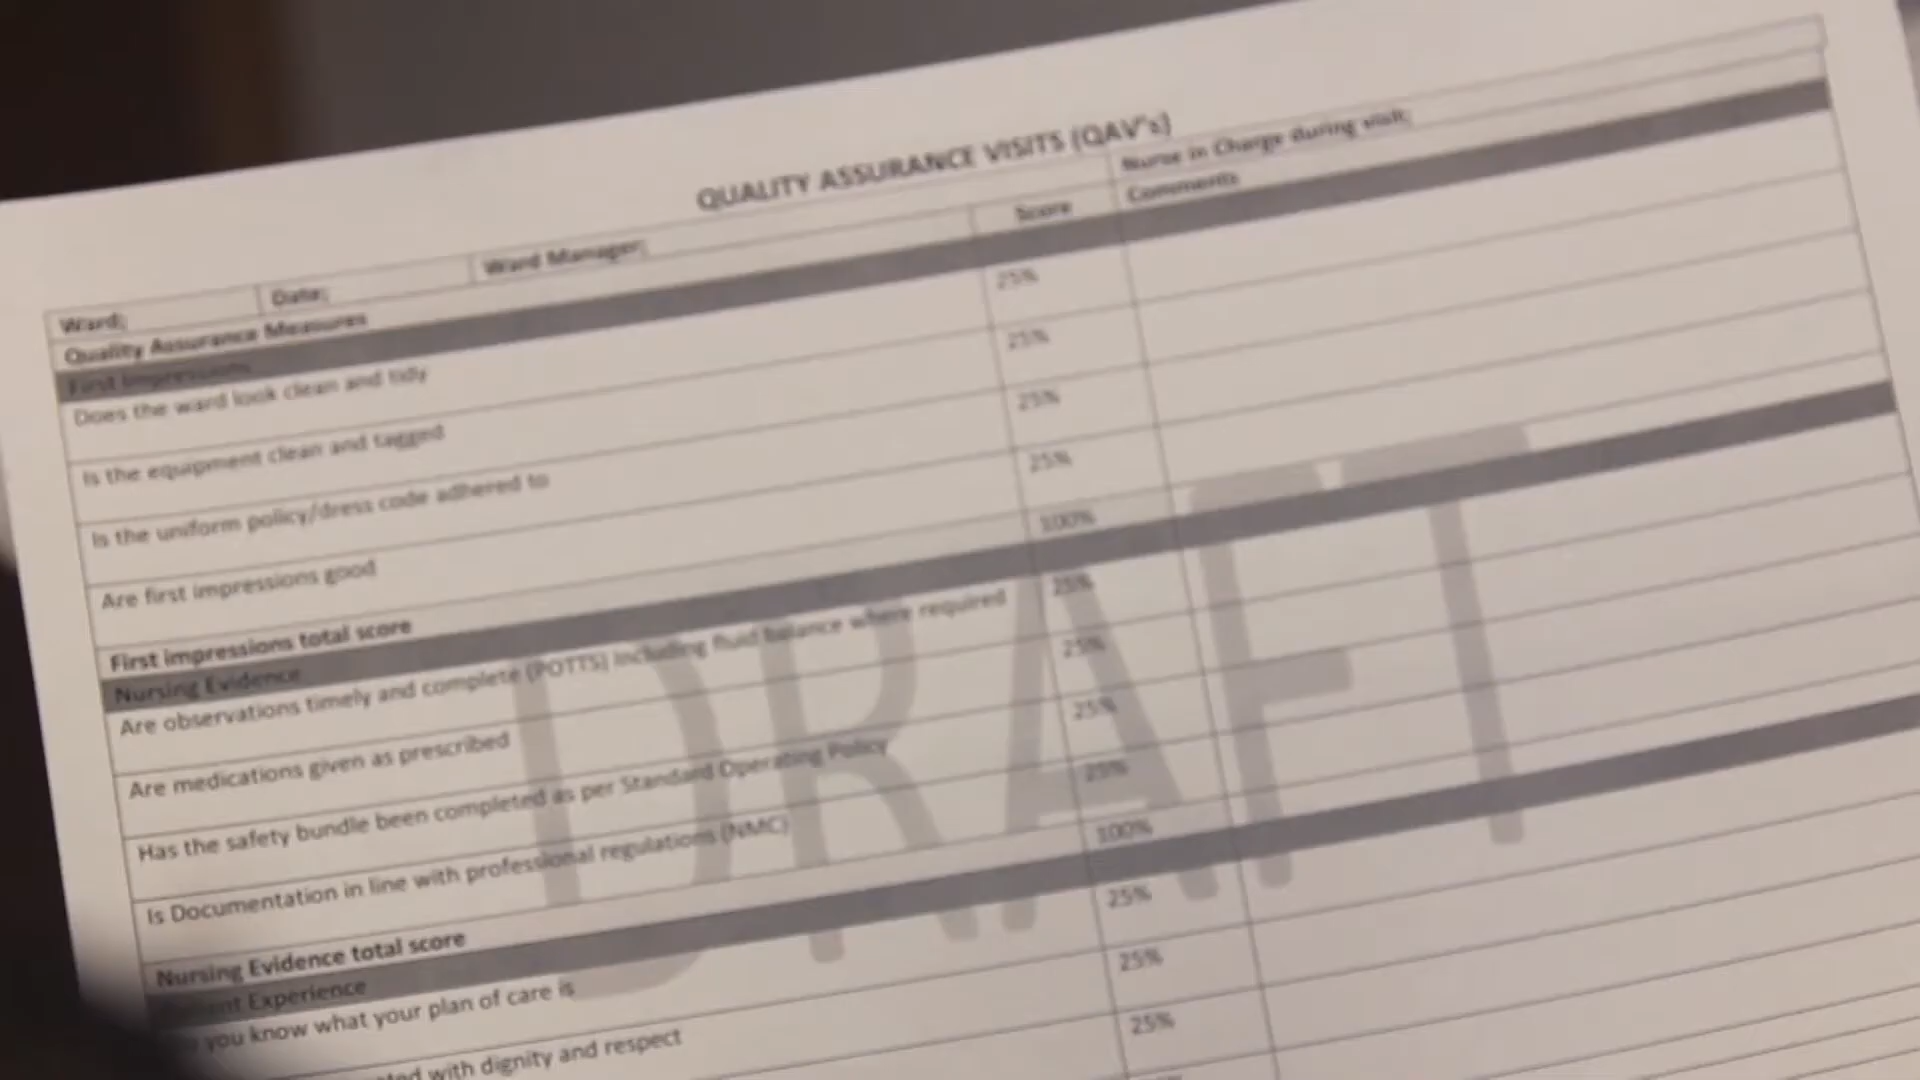 QUALITY ASSURANCE VISITS (QAV's)
Ward; Date; Ward Manager; Nurse in Charge during visit;
Quality Assurance Measures Score Comments
First Impressions
Does the ward look clean and tidy 25%
Is the equipment clean and tagged 25%
Is the uniform policy/dress code adhered to 25%
Are first impressions good 25%
First impressions total score 100%
Nursing Evidence
Are observations timely and complete (POTTS) including fluid balance where required 25%
Are medications given as prescribed 25%
Has the safety bundle been completed as per Standard Operating Policy 25%
Is Documentation in line with professional regulations (NMC) 25%
Nursing Evidence total score 100%
Experience
you know what your plan of care is 25%
with dignity and respect 25%
25%
DRAFT